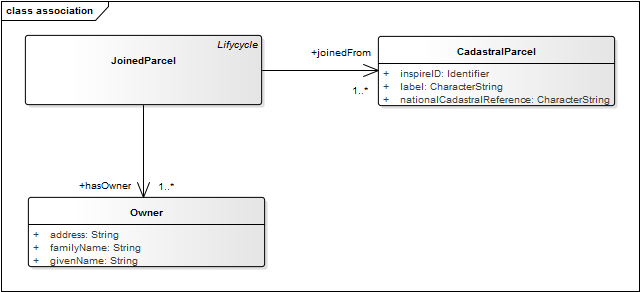 class association
Lifycycle
JoinedParcel
+joinedFrom
1..*
CadastralParcel
+ inspireID: Identifier
+ label: CharacterString
+ nationalCadastralReference: CharacterString
+hasOwner
1..*
Owner
+ address: String
+ familyName: String
+ givenName: String